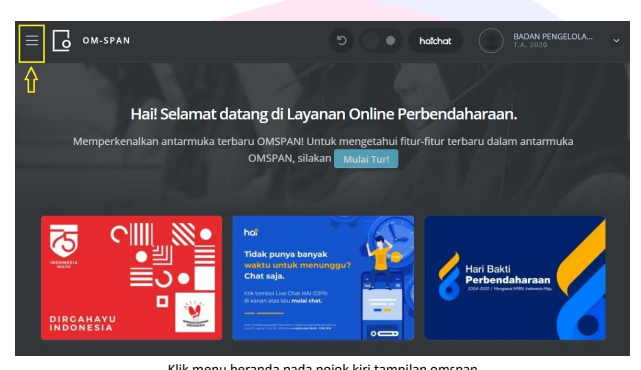 OM-SPAN
haichat
BADAN PENGELOLA...
T.A. 2020
Hai! Selamat datang di Layanan Online Perbendaharaan.
Memperkenalkan antarmuka terbaru OMSPAN! Untuk mengetahui fitur-fitur terbaru dalam antarmuka
OMSPAN, silakan Mulai Tur!
75
INDONESIA
MAJU
DIRGAHAYU
INDONESIA
hai
Tidak punya banyak
waktu untuk menunggu?
Chat saja.
Klik tombol Live Chat HAI-DJPb
di kanan atas lalu mulai chat.
Hari Bakti
Perbendaharaan
2004-2020 | Mengawal APBN, Indonesia Maju
Klik menu beranda pada pojok kiri tampilan omspan